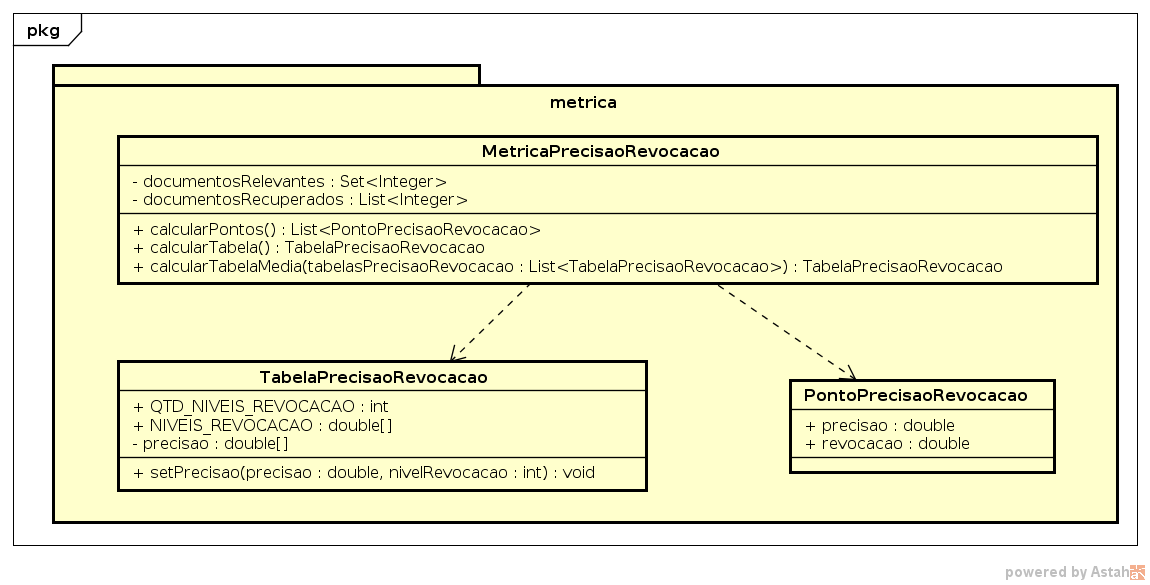 pkg
metrica
MetricaPrecisaoRevocacao
- documentosRelevantes : Set<Integer>
- documentosRecuperados : List<Integer>
+ calcularPontos() : List<PontoPrecisaoRevocacao>
+ calcularTabela() : TabelaPrecisaoRevocacao
+ calcularTabelaMedia(tabelasPrecisaoRevocacao : List<TabelaPrecisaoRevocacao>) : TabelaPrecisaoRevocacao
TabelaPrecisaoRevocacao
+ QTD_NIVEIS_REVOCACAO : int
+ NIVEIS_REVOCACAO : double[]
- precisao : double[]
+ setPrecisao(precisao : double, nivelRevocacao : int) : void
PontoPrecisaoRevocacao
+ precisao : double
+ revocacao : double
powered by Astah